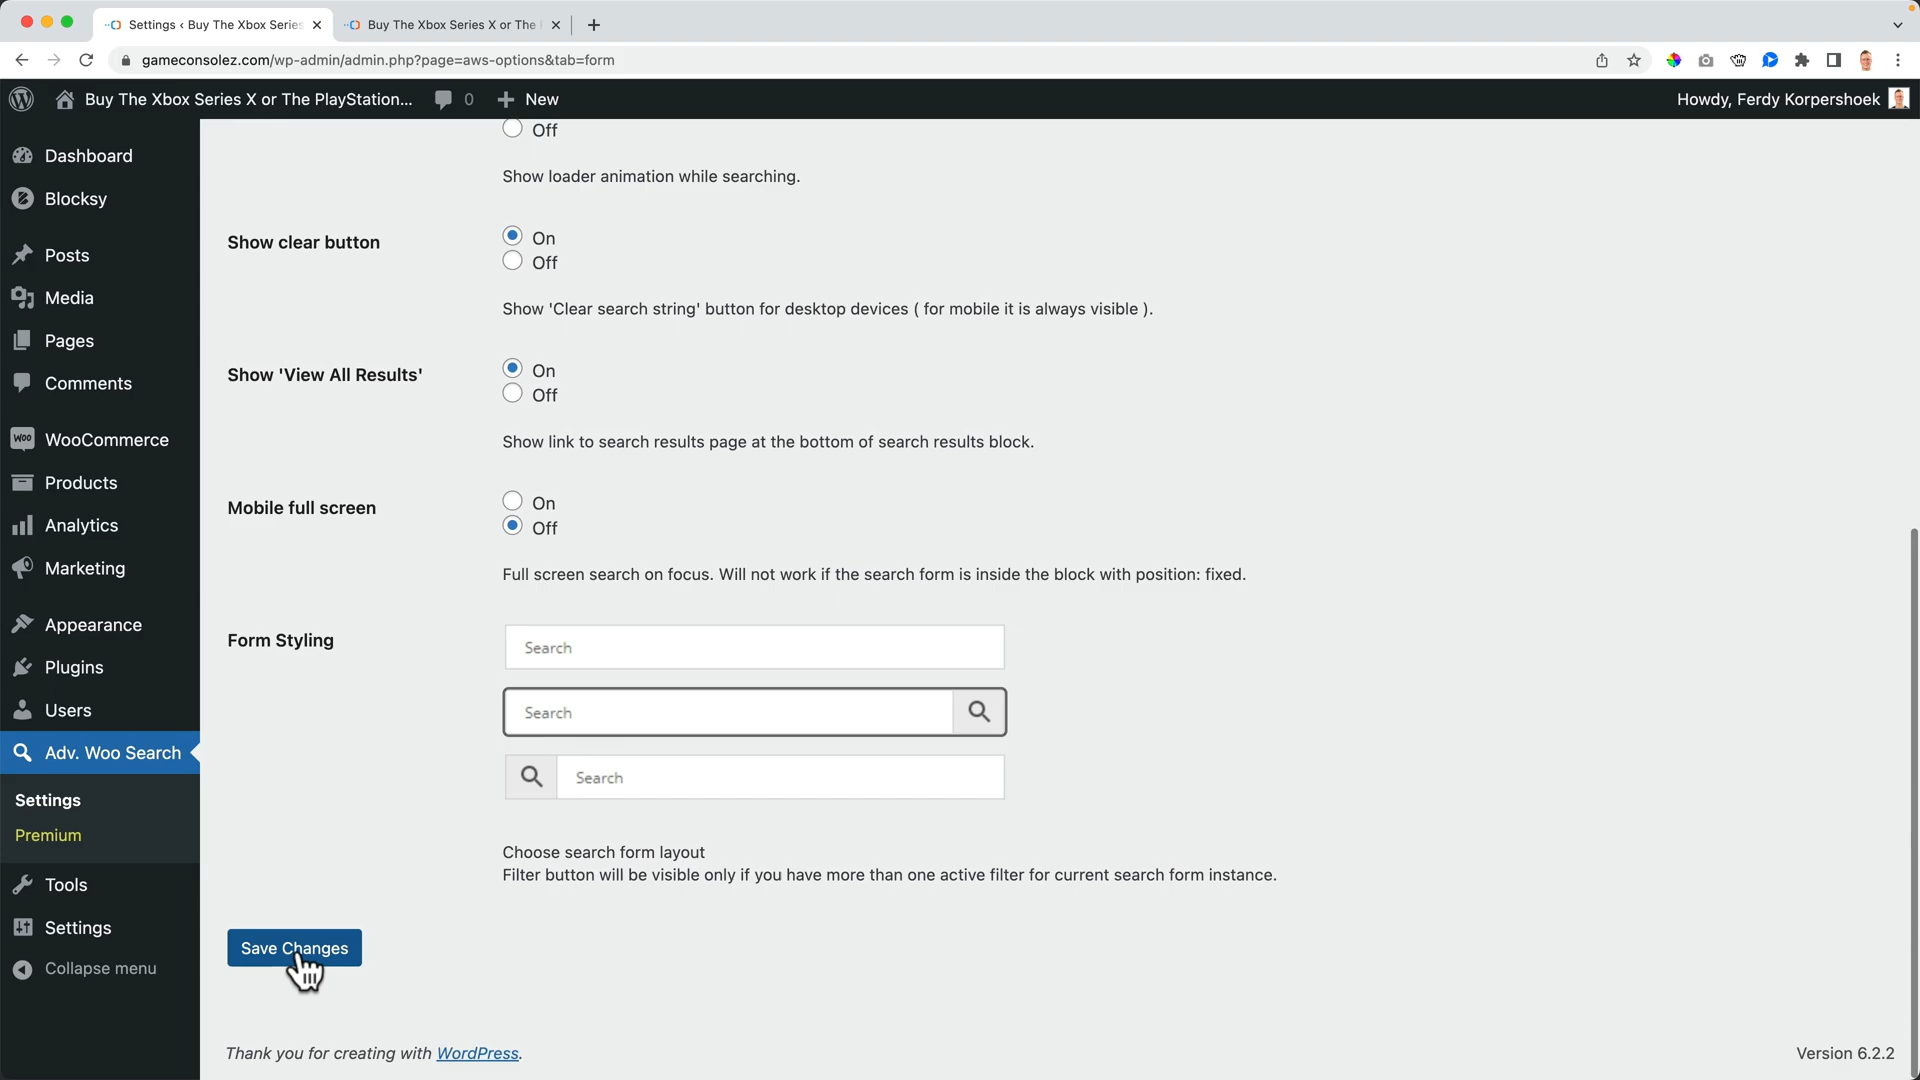 Settings ‹ Buy The Xbox Series
Buy The Xbox Series X or The
gameconsolez.com/wp-admin/admin.php?page=aws-options&tab=form
Buy The Xbox Series X or The PlayStation...
0
New
Howdy, Ferdy Korpershoek
Dashboard
Blocksy
Posts
Media
Pages
Comments
WooCommerce
Products
Analytics
Marketing
Appearance
Plugins
Users
Adv. Woo Search
Settings
Premium
Tools
Settings
Collapse menu
Off
Show loader animation while searching.
Show clear button
On
Off
Show 'Clear search string' button for desktop devices ( for mobile it is always visible ).
Show 'View All Results'
On
Off
Show link to search results page at the bottom of search results block.
Mobile full screen
On
Off
Full screen search on focus. Will not work if the search form is inside the block with position: fixed.
Form Styling
Search
Search
Search
Choose search form layout
Filter button will be visible only if you have more than one active filter for current search form instance.
Save Changes
Thank you for creating with WordPress.
Version 6.2.2